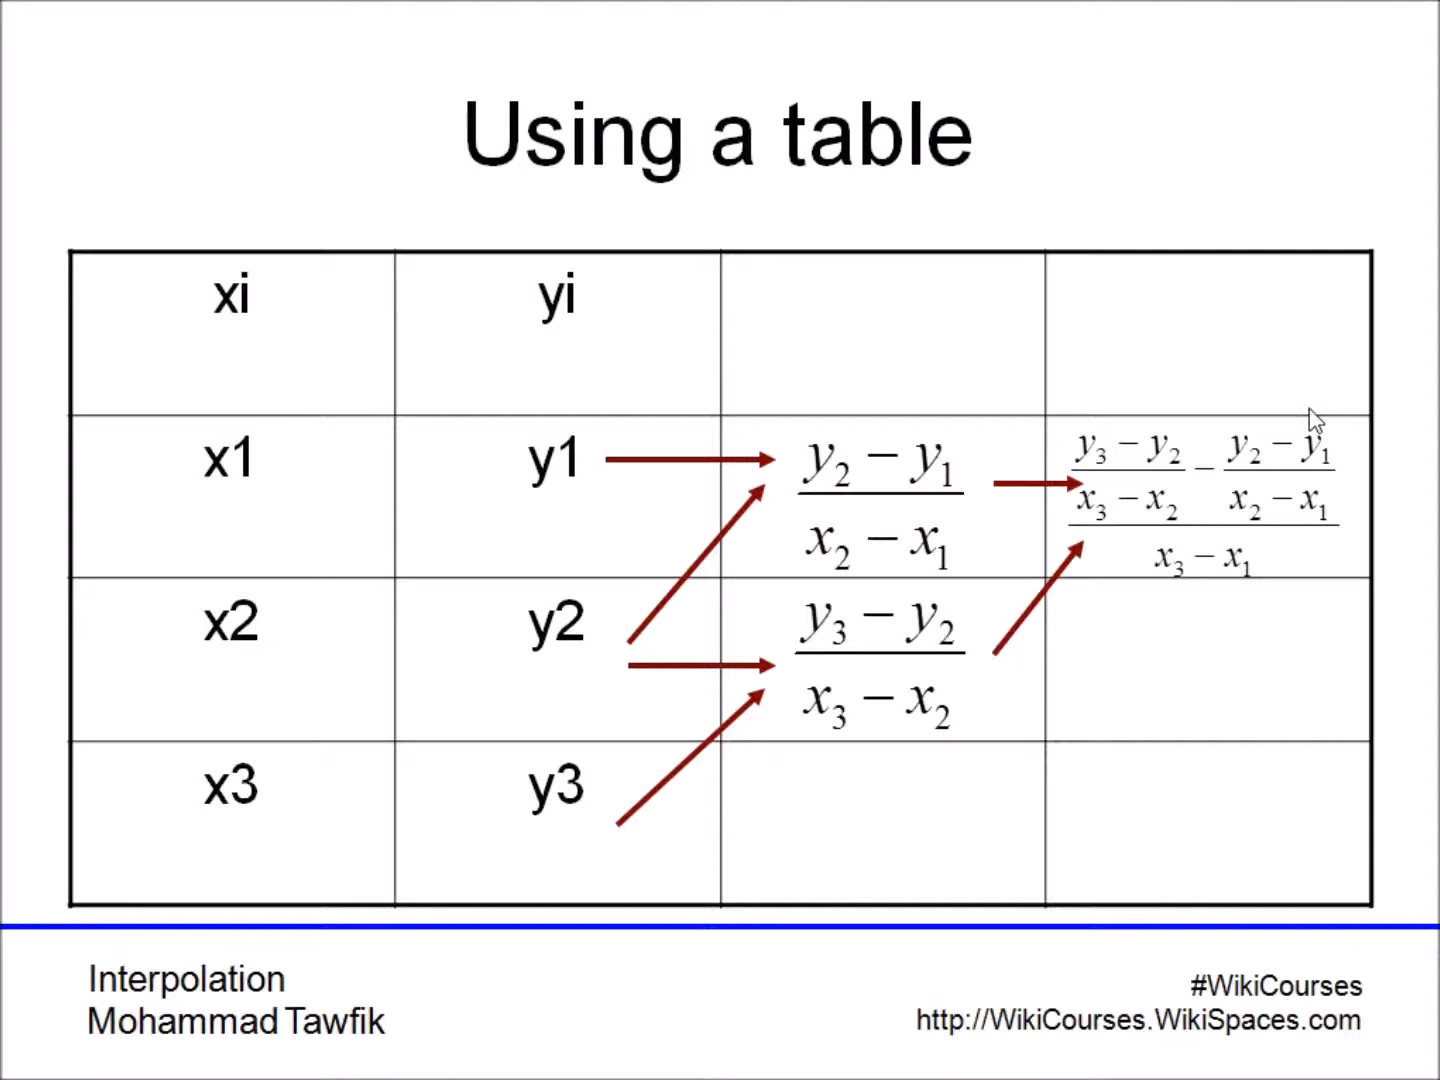 Using a table
xi yi
x1 y1 y₂ − y₁ / x₂ − x₁ (y₃ − y₂ / x₃ − x₂ − y₂ − y₁ / x₂ − x₁) / x₃ − x₁
x2 y2 y₃ − y₂ / x₃ − x₂
x3 y3
Interpolation
Mohammad Tawfik
#WikiCourses
http://WikiCourses.WikiSpaces.com